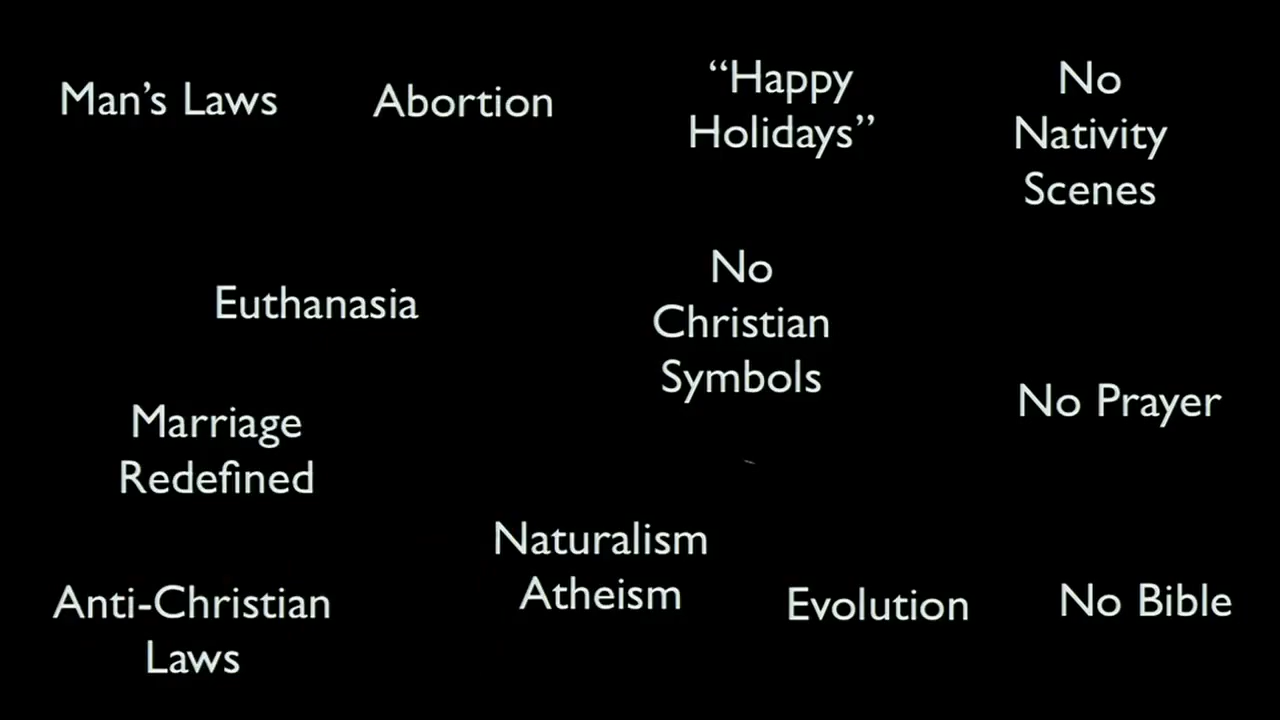 Man’s Laws
Abortion
“Happy
Holidays”
No
Nativity
Scenes
Euthanasia
No
Christian
Symbols
No Prayer
Marriage
Redefined
Naturalism
Atheism
Evolution
No Bible
Anti-Christian
Laws